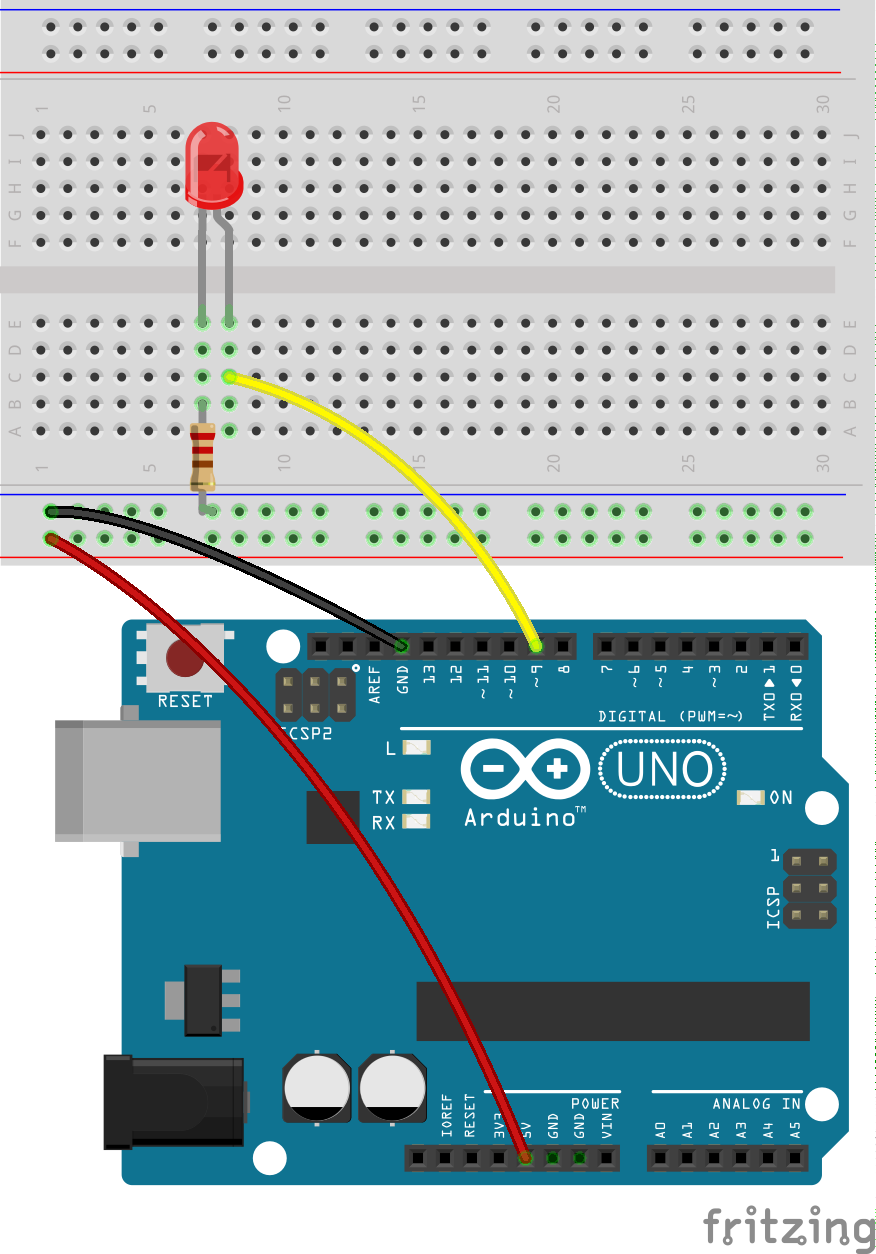 1 5 10 15 20 25 30
J J
I I
H H
G G
F F
E E
D D
C C
B B
A A
1 5 10 15 20 25 30
RESET
ICSP2
AREF
GND
13
12
~11
~10
~9
8
7
~6
~5
4
~3
2
TX0▶1
RX0◀0
DIGITAL (PWM=~)
L
TX
RX
Arduino™
UNO
ON
1
ICSP
POWER
ANALOG IN
IOREF
RESET
3V3
5V
GND
GND
VIN
A0
A1
A2
A3
A4
A5
fritzing